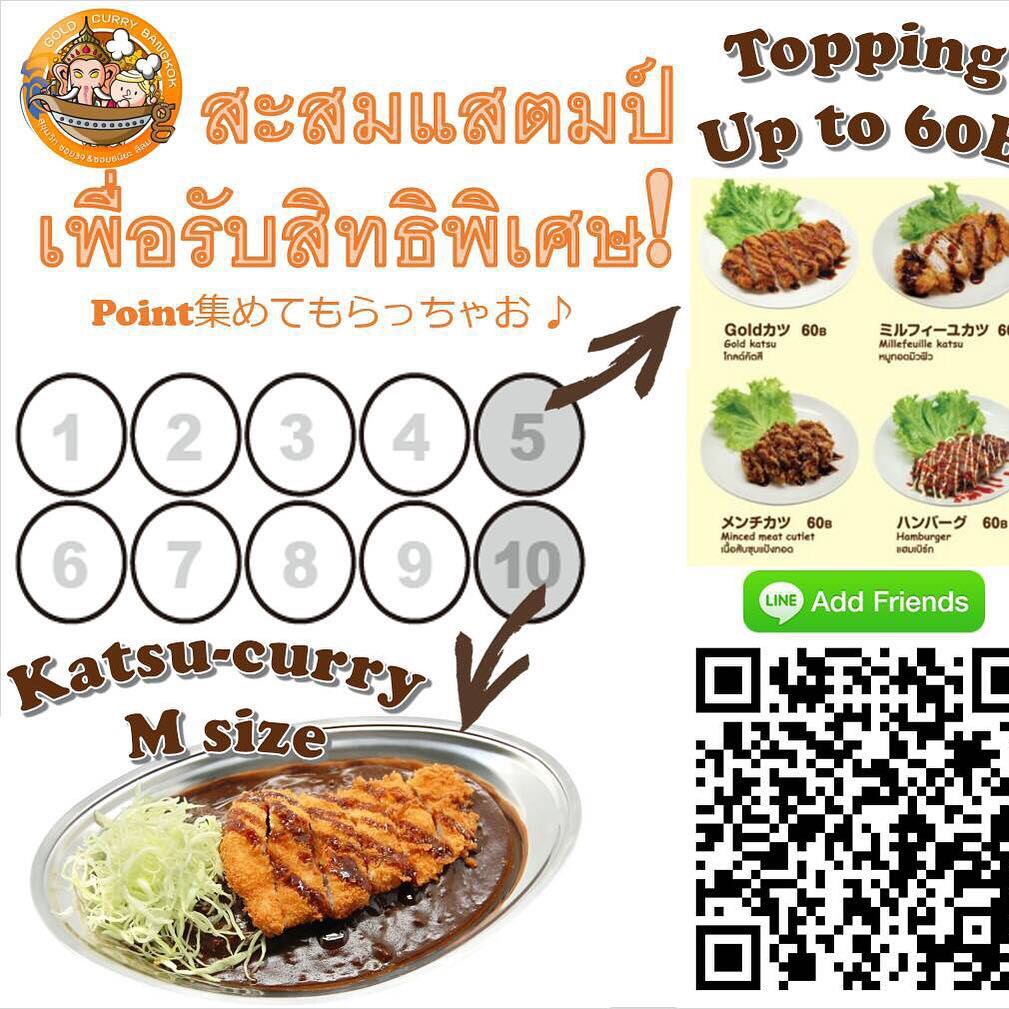 GOLD CURRY BANGKOK
สะสมแสตมป์
เพื่อรับสิทธิพิเศษ!
Point集めてもらっちゃお ♪
1 2 3 4 5
6 7 8 9 10
Katsu-curry
M size
Topping
Up to 60B
Goldカツ 60B
Gold katsu
โกลด์คัตสึ
ミルフィーユカツ 60
Millefeuille katsu
หมูทอดมิวฟิว
メンチカツ 60B
Minced meat cutlet
เนื้อสับชุบแป้งทอด
ハンバーグ 60B
Hamburger
แฮมเบิร์ก
LINE Add Friends